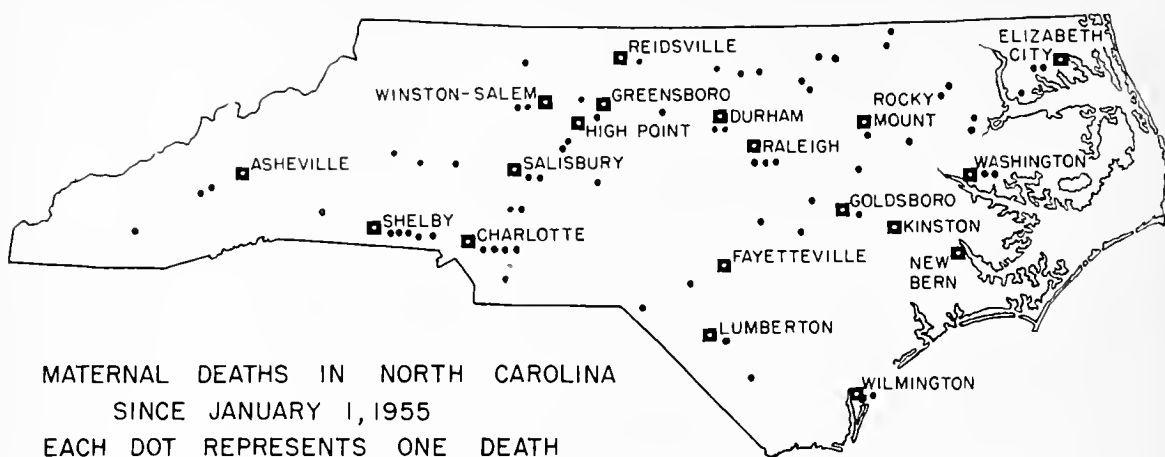 REIDSVILLE
ELIZABETH
CITY
WINSTON-SALEM
GREENSBORO
ROCKY
MOUNT
DURHAM
HIGH POINT
RALEIGH
ASHEVILLE
SALISBURY
WASHINGTON
GOLDSBORO
SHELBY
KINSTON
CHARLOTTE
FAYETTEVILLE
NEW
BERN
LUMBERTON
WILMINGTON
MATERNAL DEATHS IN NORTH CAROLINA
SINCE JANUARY 1, 1955
EACH DOT REPRESENTS ONE DEATH